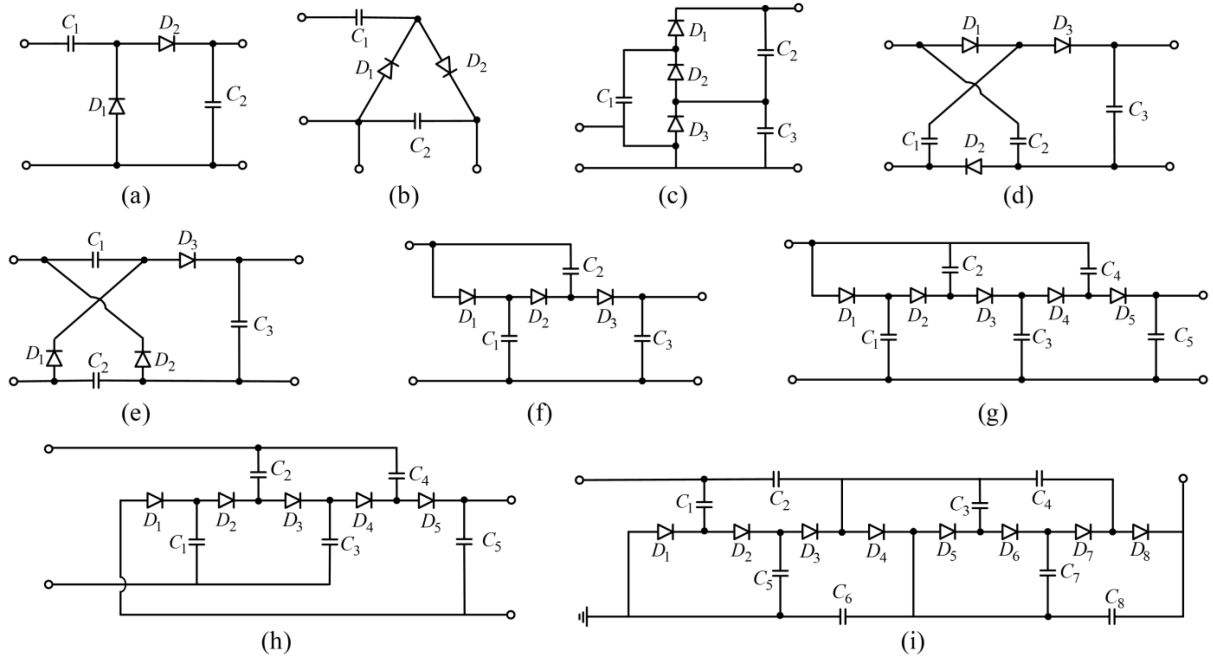 C1 D2 D1 C2
(a)
C1 D1 D2 C2
(b)
D1 C2 D2 C1 D3 C3
(c)
D1 D3 C3 C1 D2 C2
(d)
C1 D3 C3 D1 C2 D2
(e)
C2 D1 D2 D3 C1 C3
(f)
C2 C4 D1 D2 D3 D4 D5 C1 C3 C5
(g)
C2 C4 D1 D2 D3 D4 D5 C1 C3 C5
(h)
C1 C2 C3 C4 D1 D2 D3 D4 D5 D6 D7 D8 C5 C6 C7 C8
(i)